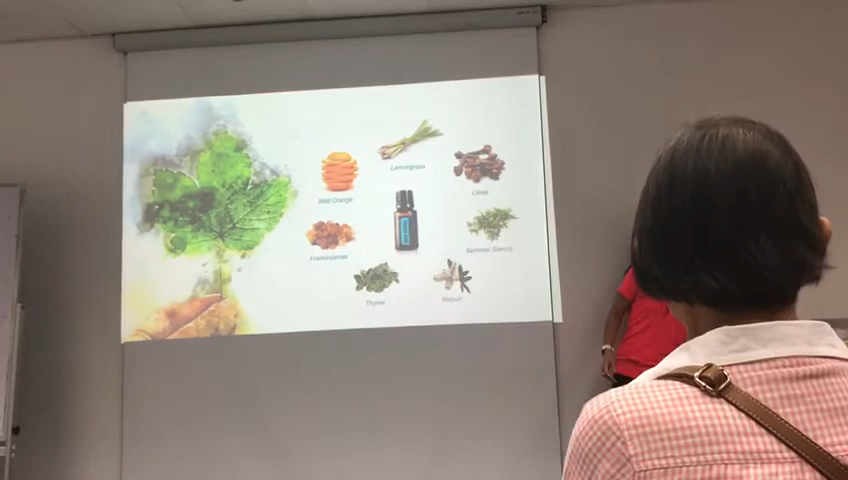 Lemongrass
Wild Orange
Clove
Frankincense
Summer Savory
Thyme
Niaouli